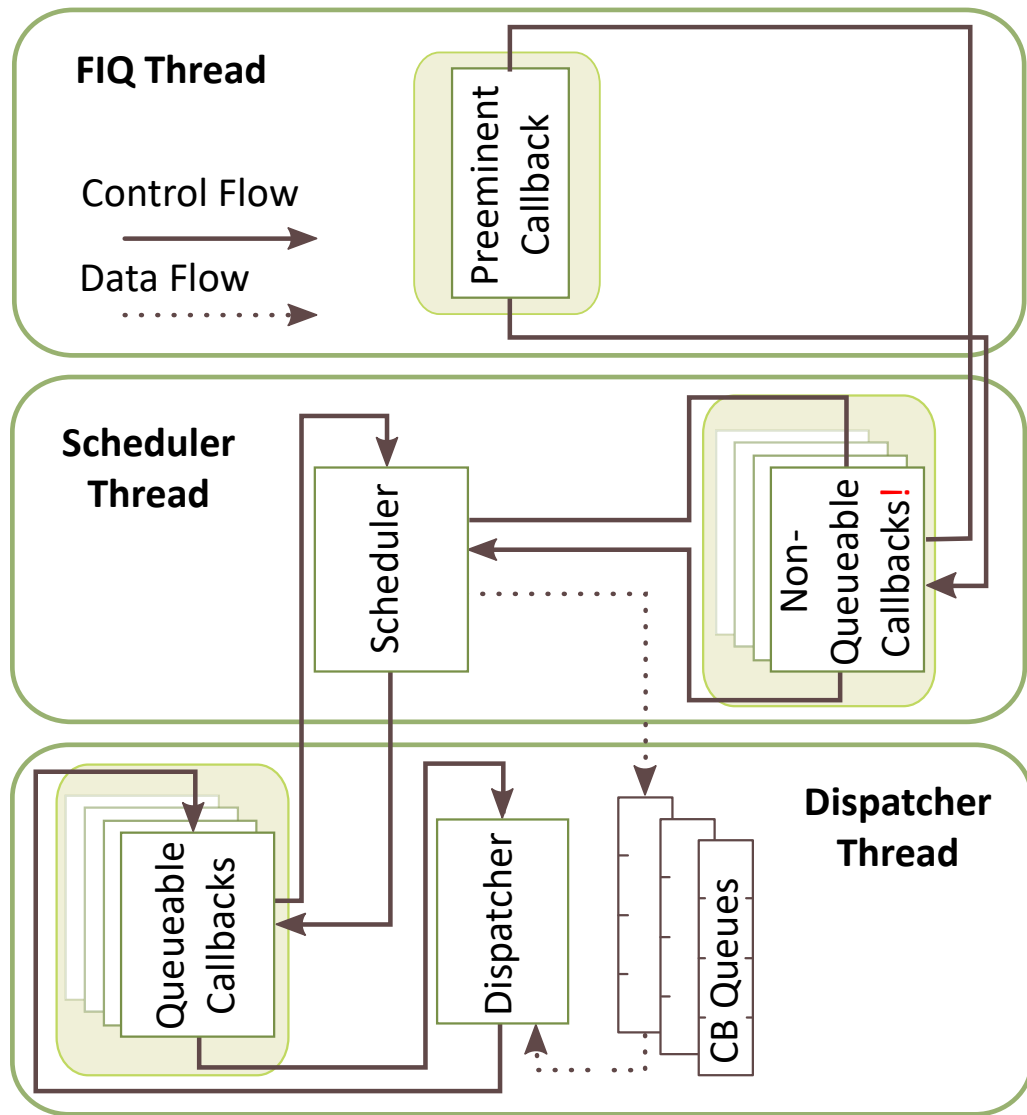 FIQ Thread
Control Flow
Data Flow
Preeminent
Callback
Scheduler
Thread
Scheduler
Non-
Queueable
Callbacks!
Dispatcher
Thread
Queueable
Callbacks
Dispatcher
CB Queues